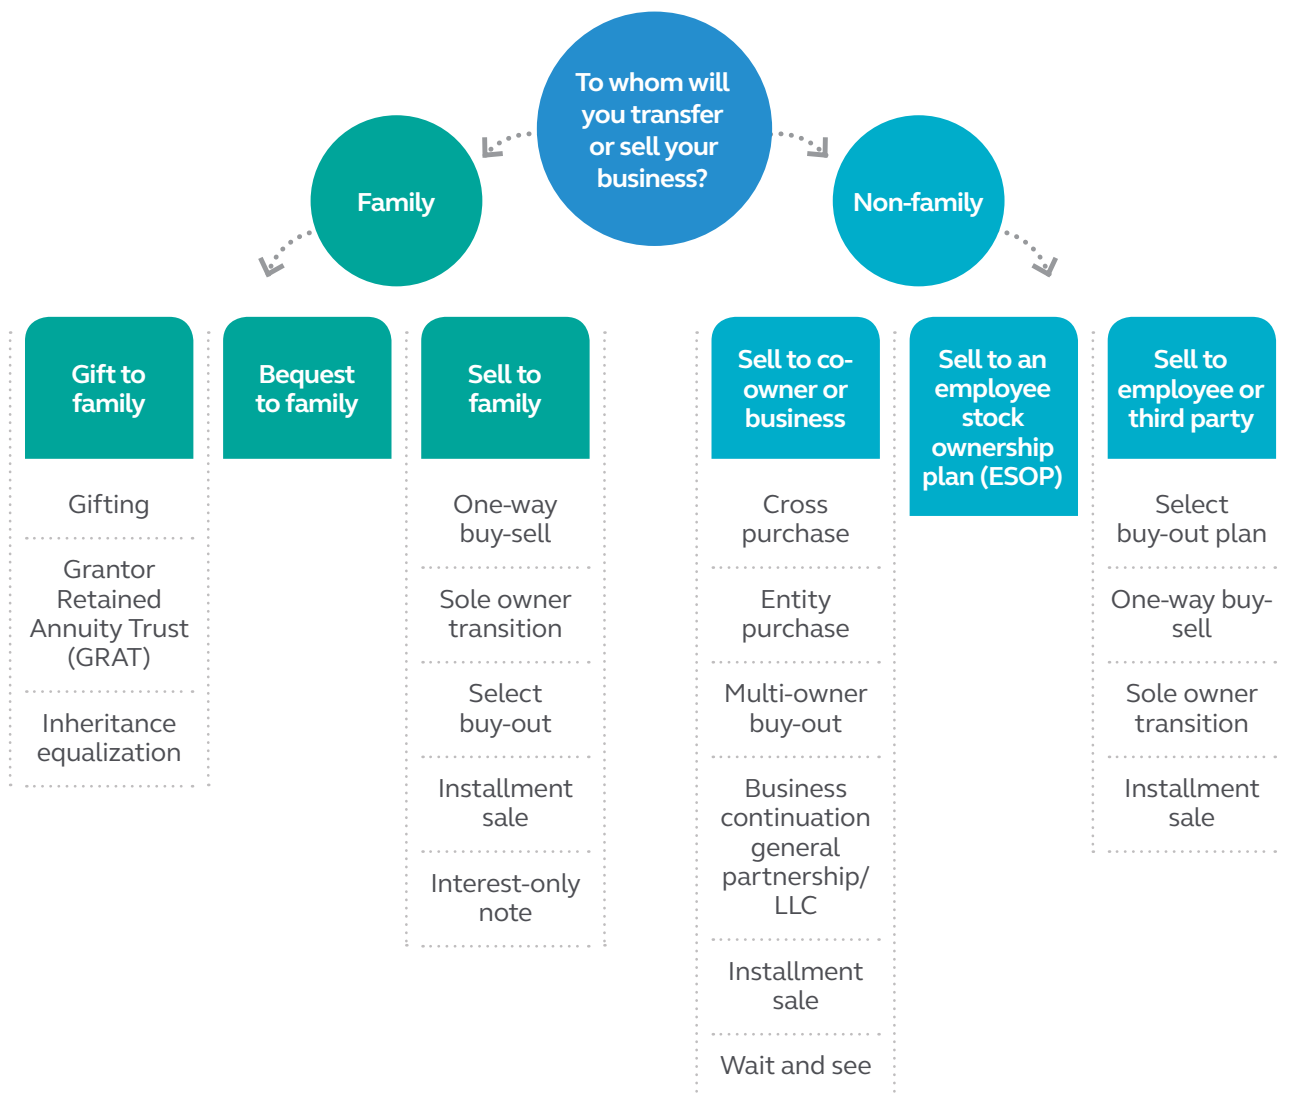 To whom will
you transfer
or sell your
business?
Family
Non-family
Gift to
family
Gifting
Grantor
Retained
Annuity Trust
(GRAT)
Inheritance
equalization
Bequest
to family
Sell to
family
One-way
buy-sell
Sole owner
transition
Select
buy-out
Installment
sale
Interest-only
note
Sell to co-
owner or
business
Cross
purchase
Entity
purchase
Multi-owner
buy-out
Business
continuation
general
partnership/
LLC
Installment
sale
Wait and see
Sell to an
employee
stock
ownership
plan (ESOP)
Sell to
employee or
third party
Select
buy-out plan
One-way buy-
sell
Sole owner
transition
Installment
sale